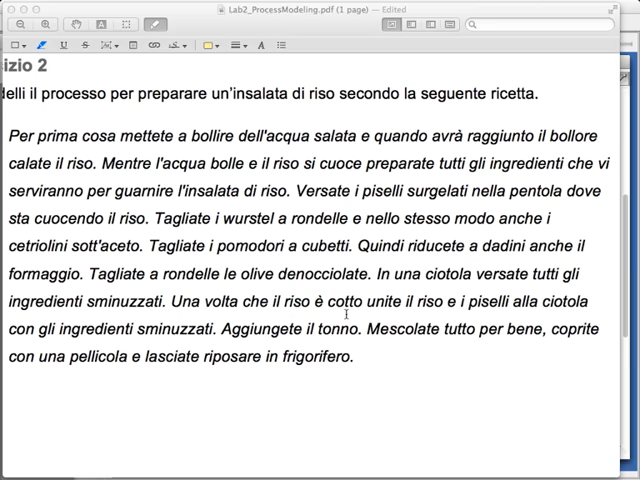 Lab2_ProcessModeling.pdf (1 page) — Edited
izio 2
delli il processo per preparare un'insalata di riso secondo la seguente ricetta.
Per prima cosa mettete a bollire dell'acqua salata e quando avrà raggiunto il bollore
calate il riso. Mentre l'acqua bolle e il riso si cuoce preparate tutti gli ingredienti che vi
serviranno per guarnire l'insalata di riso. Versate i piselli surgelati nella pentola dove
sta cuocendo il riso. Tagliate i wurstel a rondelle e nello stesso modo anche i
cetriolini sott'aceto. Tagliate i pomodori a cubetti. Quindi riducete a dadini anche il
formaggio. Tagliate a rondelle le olive denocciolate. In una ciotola versate tutti gli
ingredienti sminuzzati. Una volta che il riso è cotto unite il riso e i piselli alla ciotola
con gli ingredienti sminuzzati. Aggiungete il tonno. Mescolate tutto per bene, coprite
con una pellicola e lasciate riposare in frigorifero.